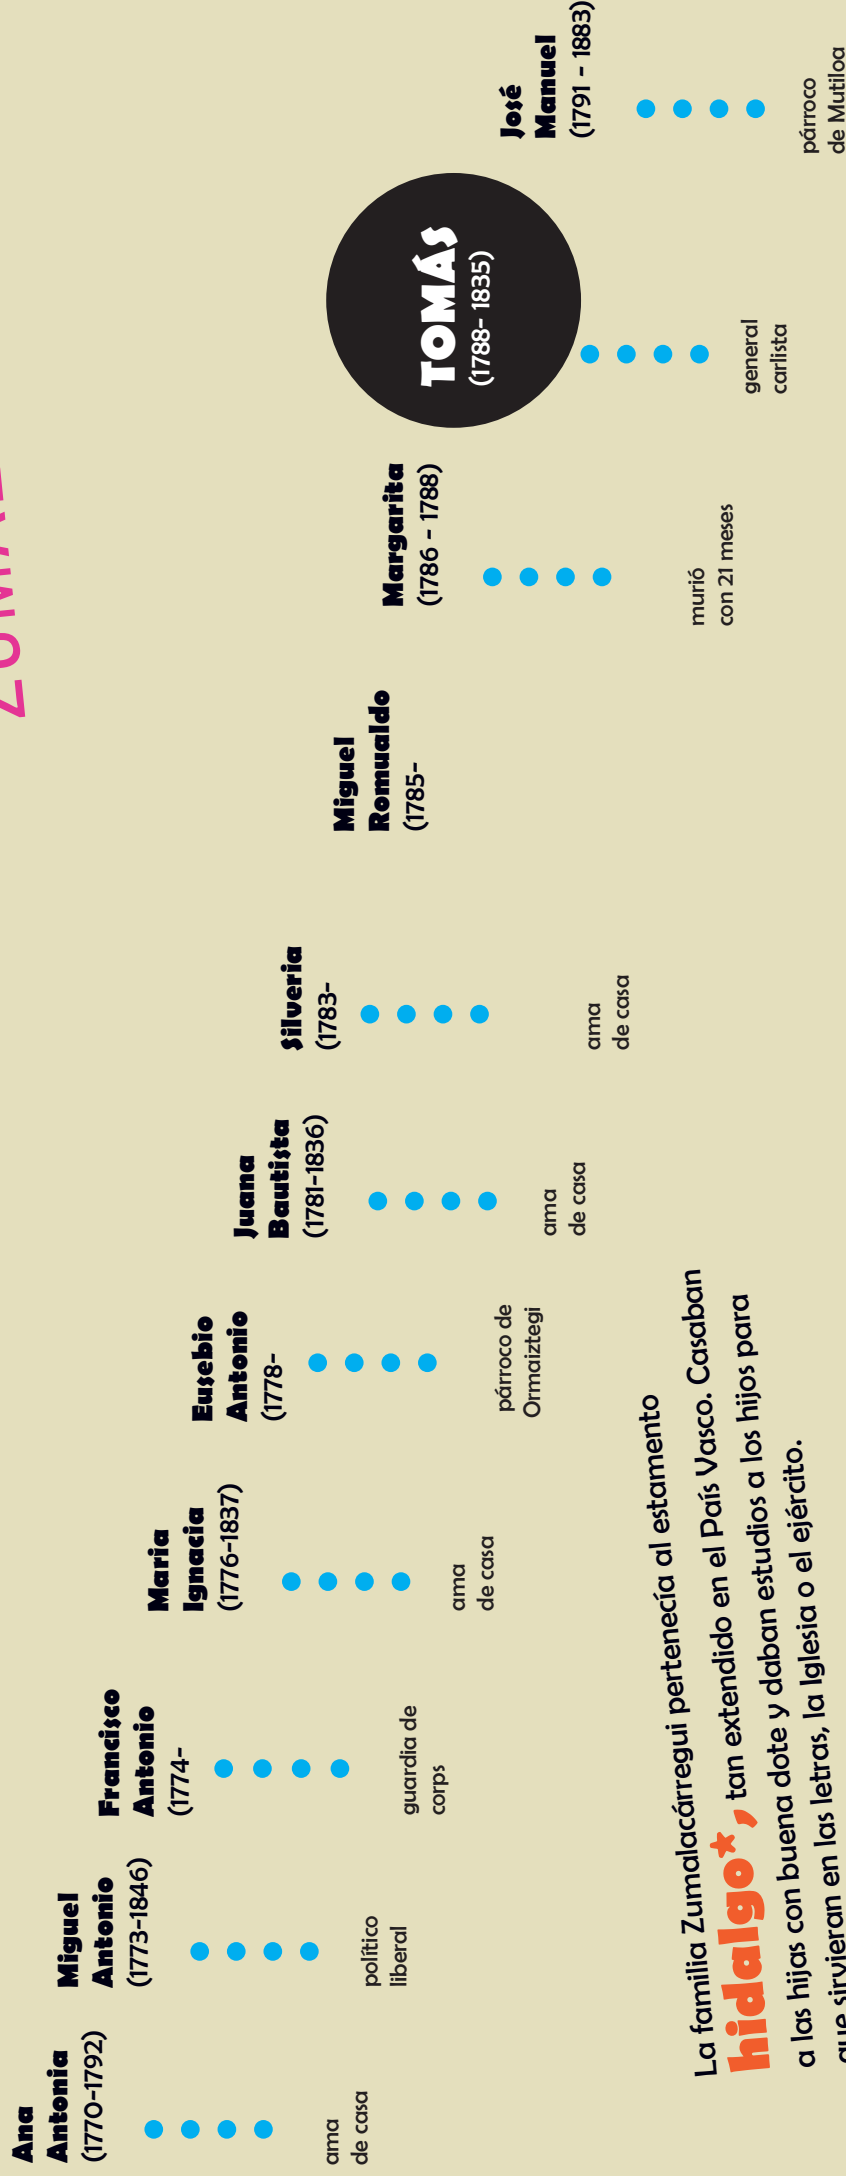 Ana
Antonia
(1770-1792)
ama
de casa
Miguel
Antonio
(1773-1846)
político
liberal
Francisco
Antonio
(1774-
guardia de
corps
Maria
Ignacia
(1776-1837)
ama
de casa
Eusebio
Antonio
(1778-
párroco de
Ormaiztegi
Juana
Bautista
(1781-1836)
ama
de casa
Silveria
(1783-
ama
de casa
Miguel
Romualdo
(1785-
Margarita
(1786 - 1788)
murió
con 21 meses
TOMÁS
(1788- 1835)
general
carlista
José
Manuel
(1791 - 1883)
párroco
de Mutiloa
La familia Zumalacárregui pertenecía al estamento
hidalgo*, tan extendido en el País Vasco. Casaban
a las hijas con buena dote y daban estudios a los hijos para
que sirvieran en las letras, la Iglesia o el ejército.